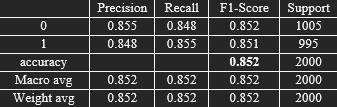 Precision Recall F1-Score Support
0 0.855 0.848 0.852 1005
1 0.848 0.855 0.851 995
accuracy 0.852 2000
Macro avg 0.852 0.852 0.852 2000
Weight avg 0.852 0.852 0.852 2000